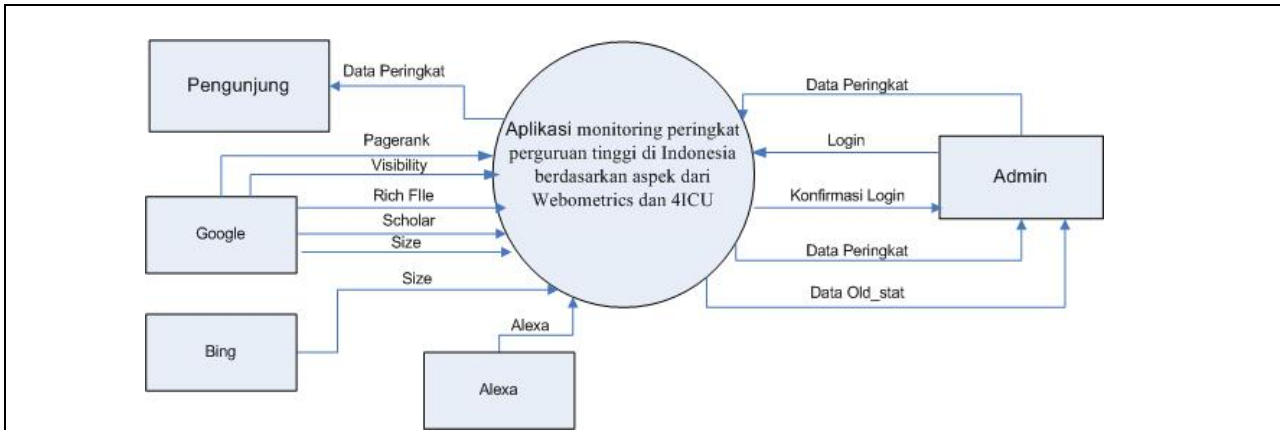 Pengunjung
Data Peringkat
Pagerank
Visibility
Rich FIle
Scholar
Size
Google
Size
Bing
Alexa
Alexa
Aplikasi monitoring peringkat
perguruan tinggi di Indonesia
berdasarkan aspek dari
Webometrics dan 4ICU
Data Peringkat
Login
Konfirmasi Login
Data Peringkat
Data Old_stat
Admin